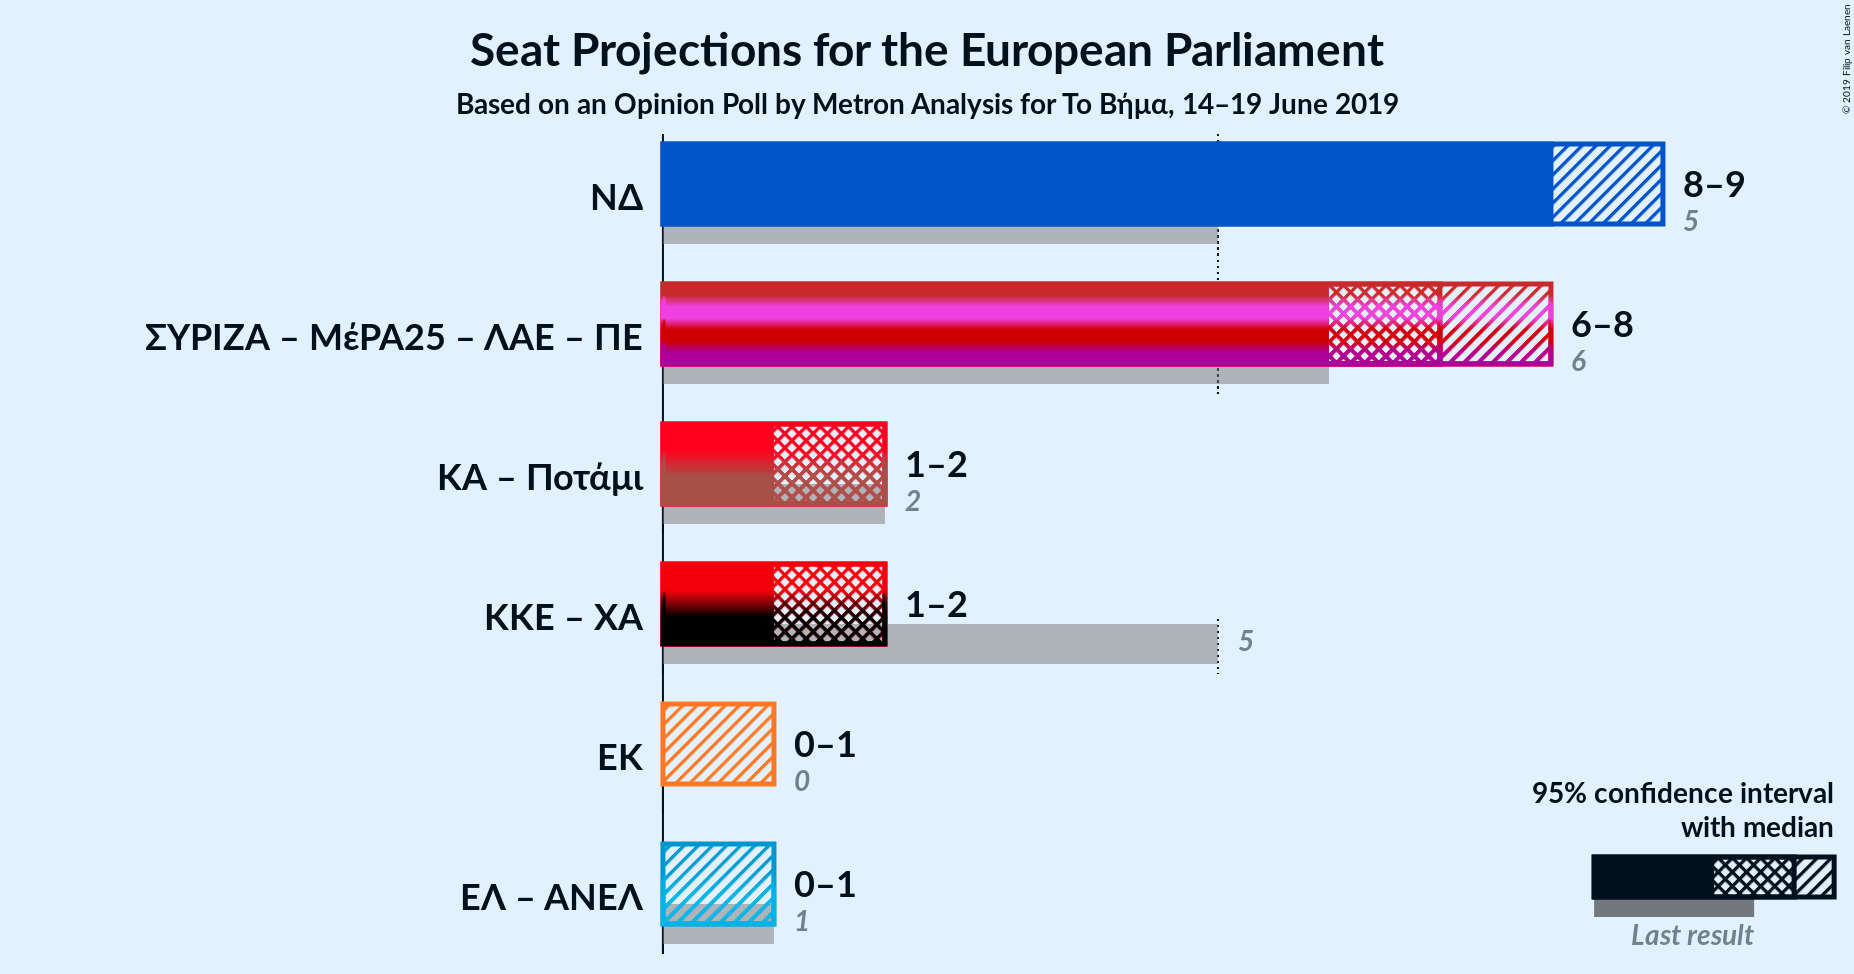 Seat Projections for the European Parliament
Based on an Opinion Poll by Metron Analysis for Το Βήμα, 14–19 June 2019
© 2019 Filip van Laenen
ΝΔ
8–9
5
ΣΥΡΙΖΑ – ΜέΡΑ25 – ΛΑΕ – ΠΕ
6–8
6
ΚΑ – Ποτάμι
1–2
2
ΚΚΕ – ΧΑ
1–2
5
ΕΚ
0–1
0
ΕΛ – ΑΝΕΛ
0–1
1
95% confidence interval
with median
Last result